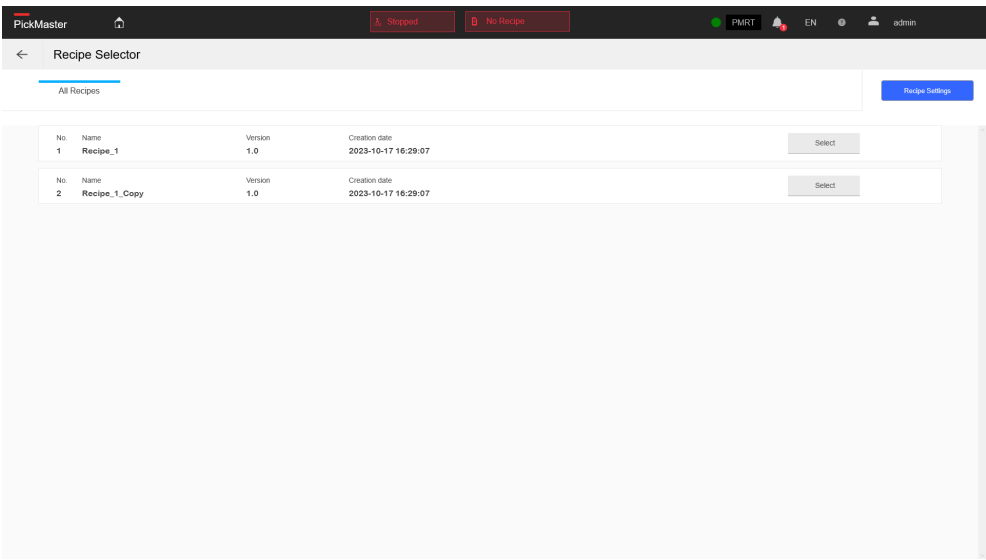 PickMaster Stopped No Recipe PMRT EN admin
Recipe Selector
All Recipes Recipe Settings
No. Name Version Creation date
1 Recipe_1 1.0 2023-10-17 16:29:07 Select
No. Name Version Creation date
2 Recipe_1_Copy 1.0 2023-10-17 16:29:07 Select